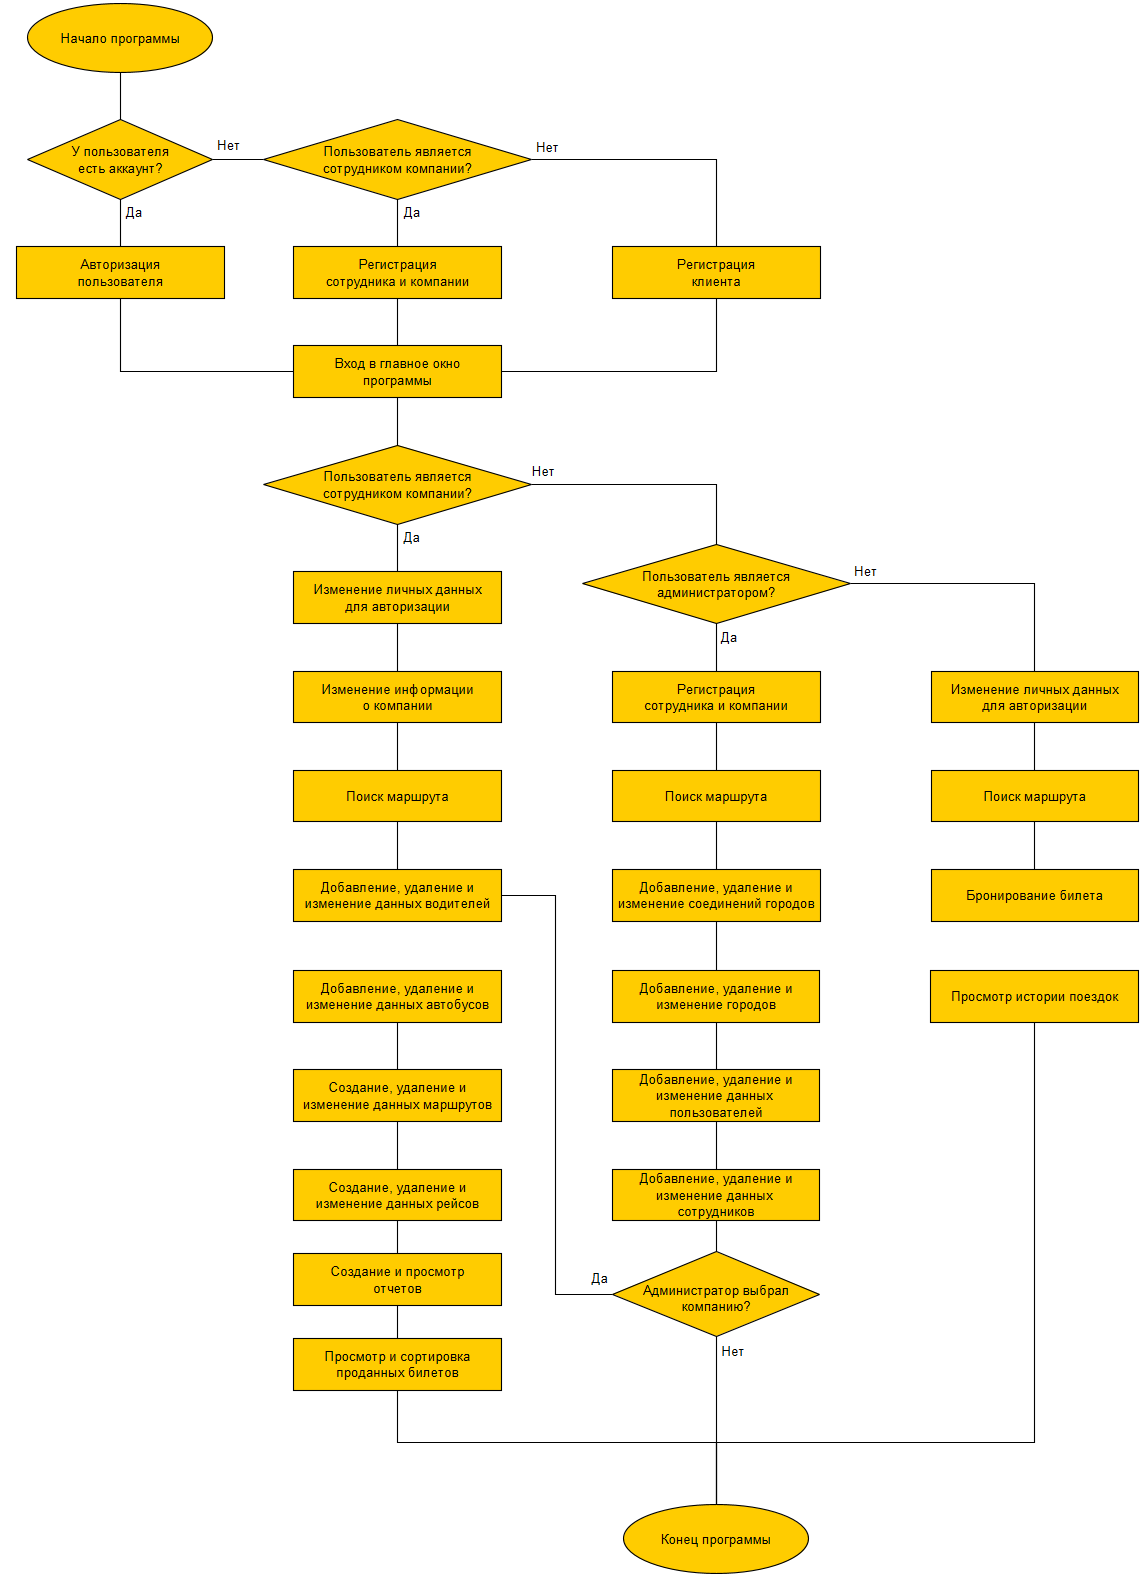 Начало программы
У пользователя
есть аккаунт?
Нет
Пользователь является
сотрудником компании?
Нет
Да
Да
Авторизация
пользователя
Регистрация
сотрудника и компании
Регистрация
клиента
Вход в главное окно
программы
Пользователь является
сотрудником компании?
Нет
Да
Пользователь является
администратором?
Нет
Да
Изменение личных данных
для авторизации
Изменение информации
о компании
Регистрация
сотрудника и компании
Изменение личных данных
для авторизации
Поиск маршрута
Поиск маршрута
Поиск маршрута
Добавление, удаление и
изменение данных водителей
Добавление, удаление и
изменение соединений городов
Бронирование билета
Добавление, удаление и
изменение данных автобусов
Добавление, удаление и
изменение городов
Просмотр истории поездок
Создание, удаление и
изменение данных маршрутов
Добавление, удаление и
изменение данных
пользователей
Создание, удаление и
изменение данных рейсов
Добавление, удаление и
изменение данных
сотрудников
Создание и просмотр
отчетов
Да
Администратор выбрал
компанию?
Нет
Просмотр и сортировка
проданных билетов
Конец программы